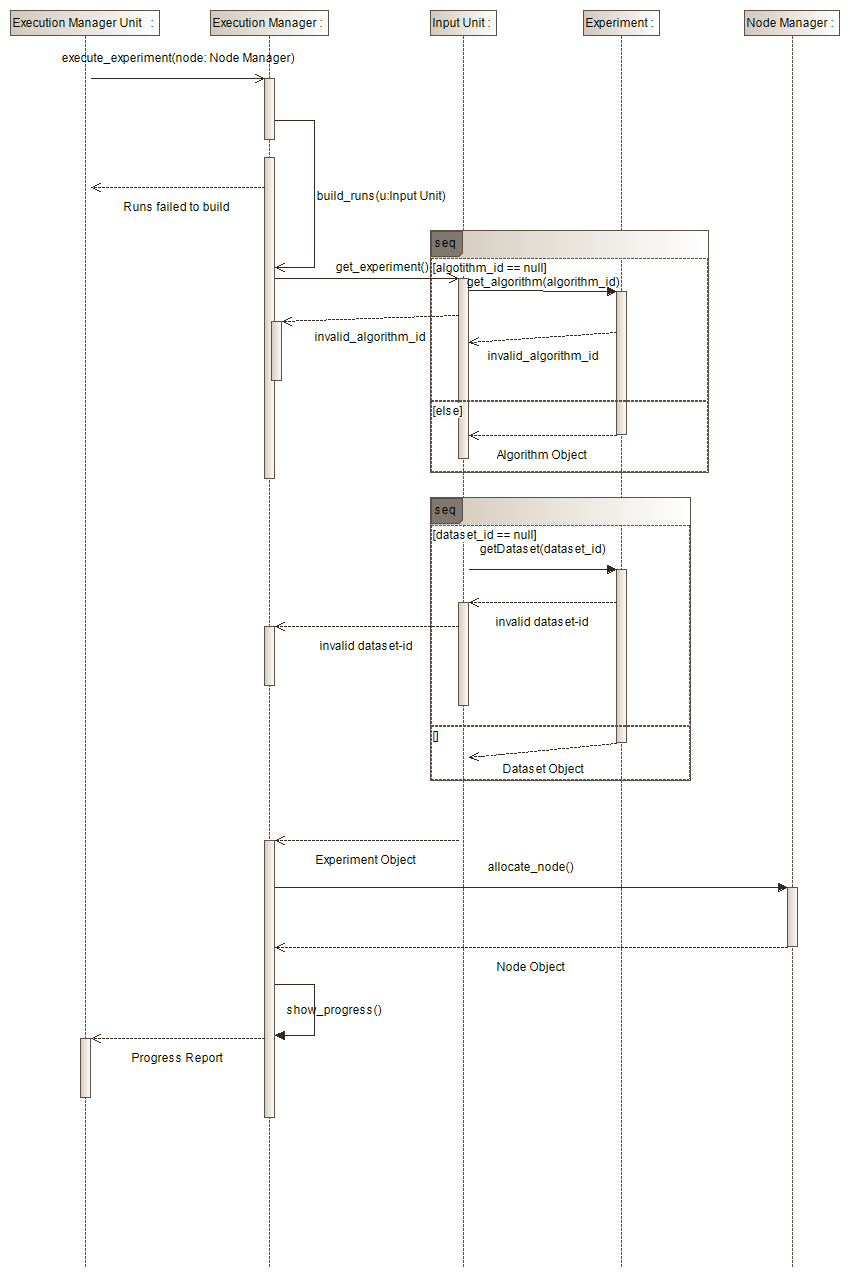 Execution Manager Unit :
Execution Manager :
Input Unit :
Experiment :
Node Manager :
execute_experiment(node: Node Manager)
build_runs(u:Input Unit)
Runs failed to build
seq
get_experiment()
[algotithm_id == null]
get_algorithm(algorithm_id)
invalid_algorithm_id
invalid_algorithm_id
[else]
Algorithm Object
seq
[dataset_id == null]
getDataset(dataset_id)
invalid dataset-id
invalid dataset-id
[]
Dataset Object
Experiment Object
allocate_node()
Node Object
show_progress()
Progress Report